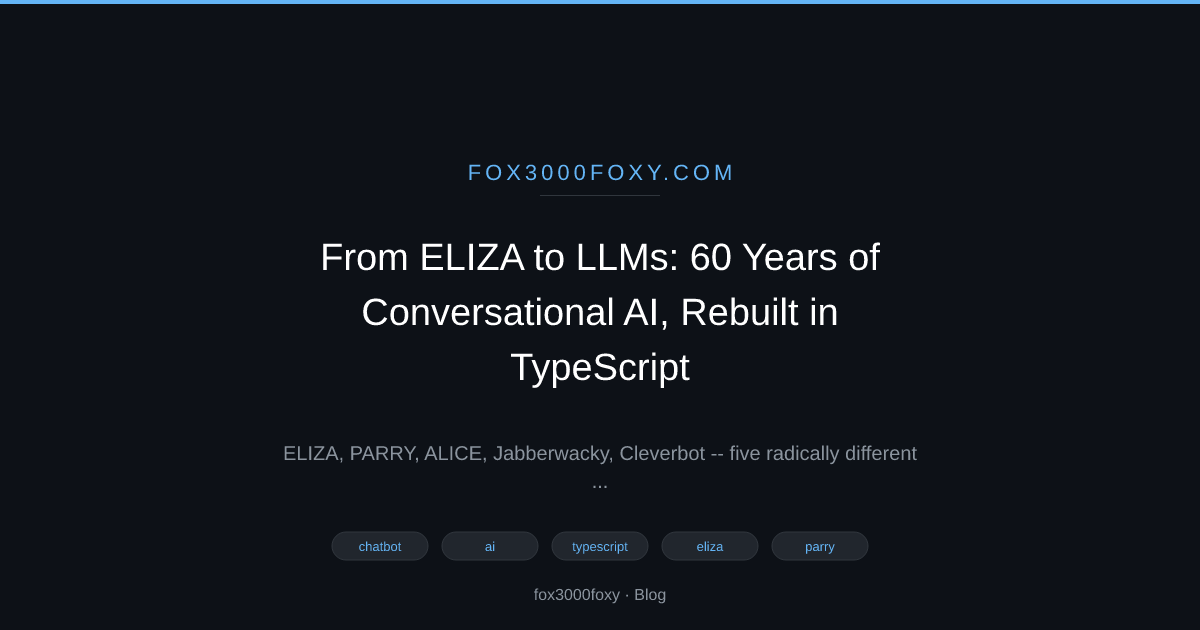 FOX3000FOXY.COM
From ELIZA to LLMs: 60 Years of
Conversational AI, Rebuilt in
TypeScript
ELIZA, PARRY, ALICE, Jabberwacky, Cleverbot -- five radically different
...
chatbot ai typescript eliza parry
fox3000foxy · Blog